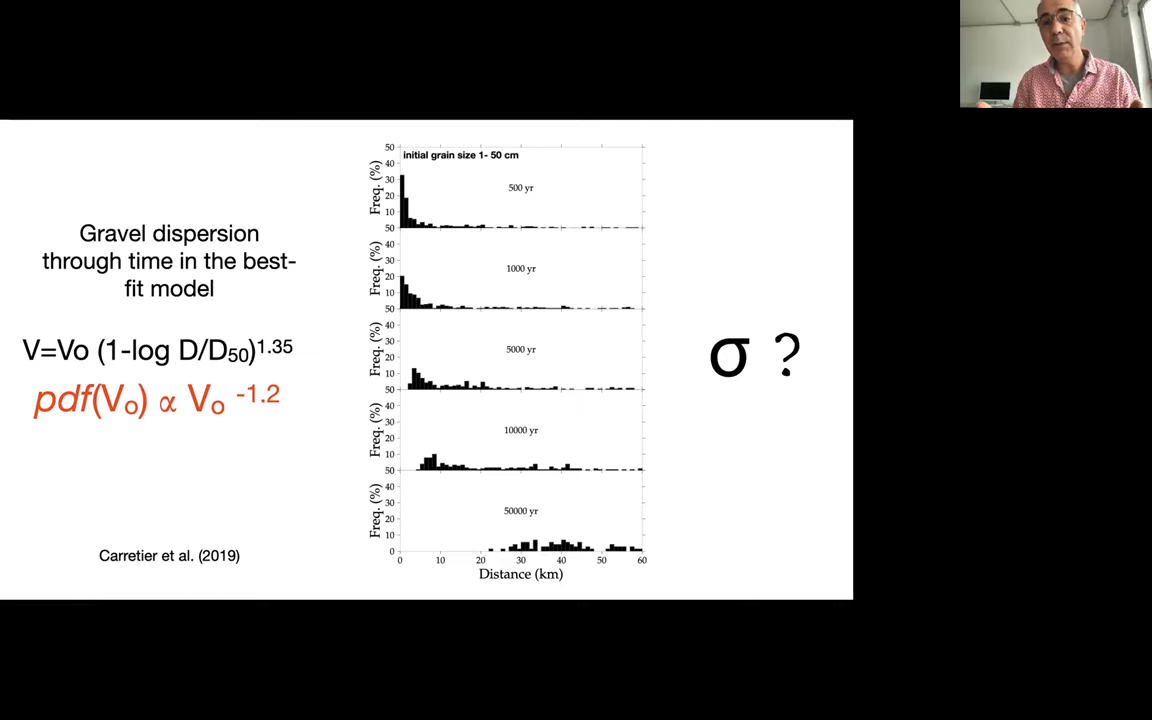 Gravel dispersion
through time in the best-
fit model
V=Vo (1-log D/D50)1.35
pdf(Vo) ∝ Vo -1.2
Carretier et al. (2019)
initial grain size 1- 50 cm
Freq. (%)
50
40
30
20
10
500 yr
Freq. (%)
50
40
30
20
10
1000 yr
Freq. (%)
50
40
30
20
10
5000 yr
Freq. (%)
50
40
30
20
10
10000 yr
Freq. (%)
50
40
30
20
10
0
50000 yr
0 10 20 30 40 50 60
Distance (km)
σ ?